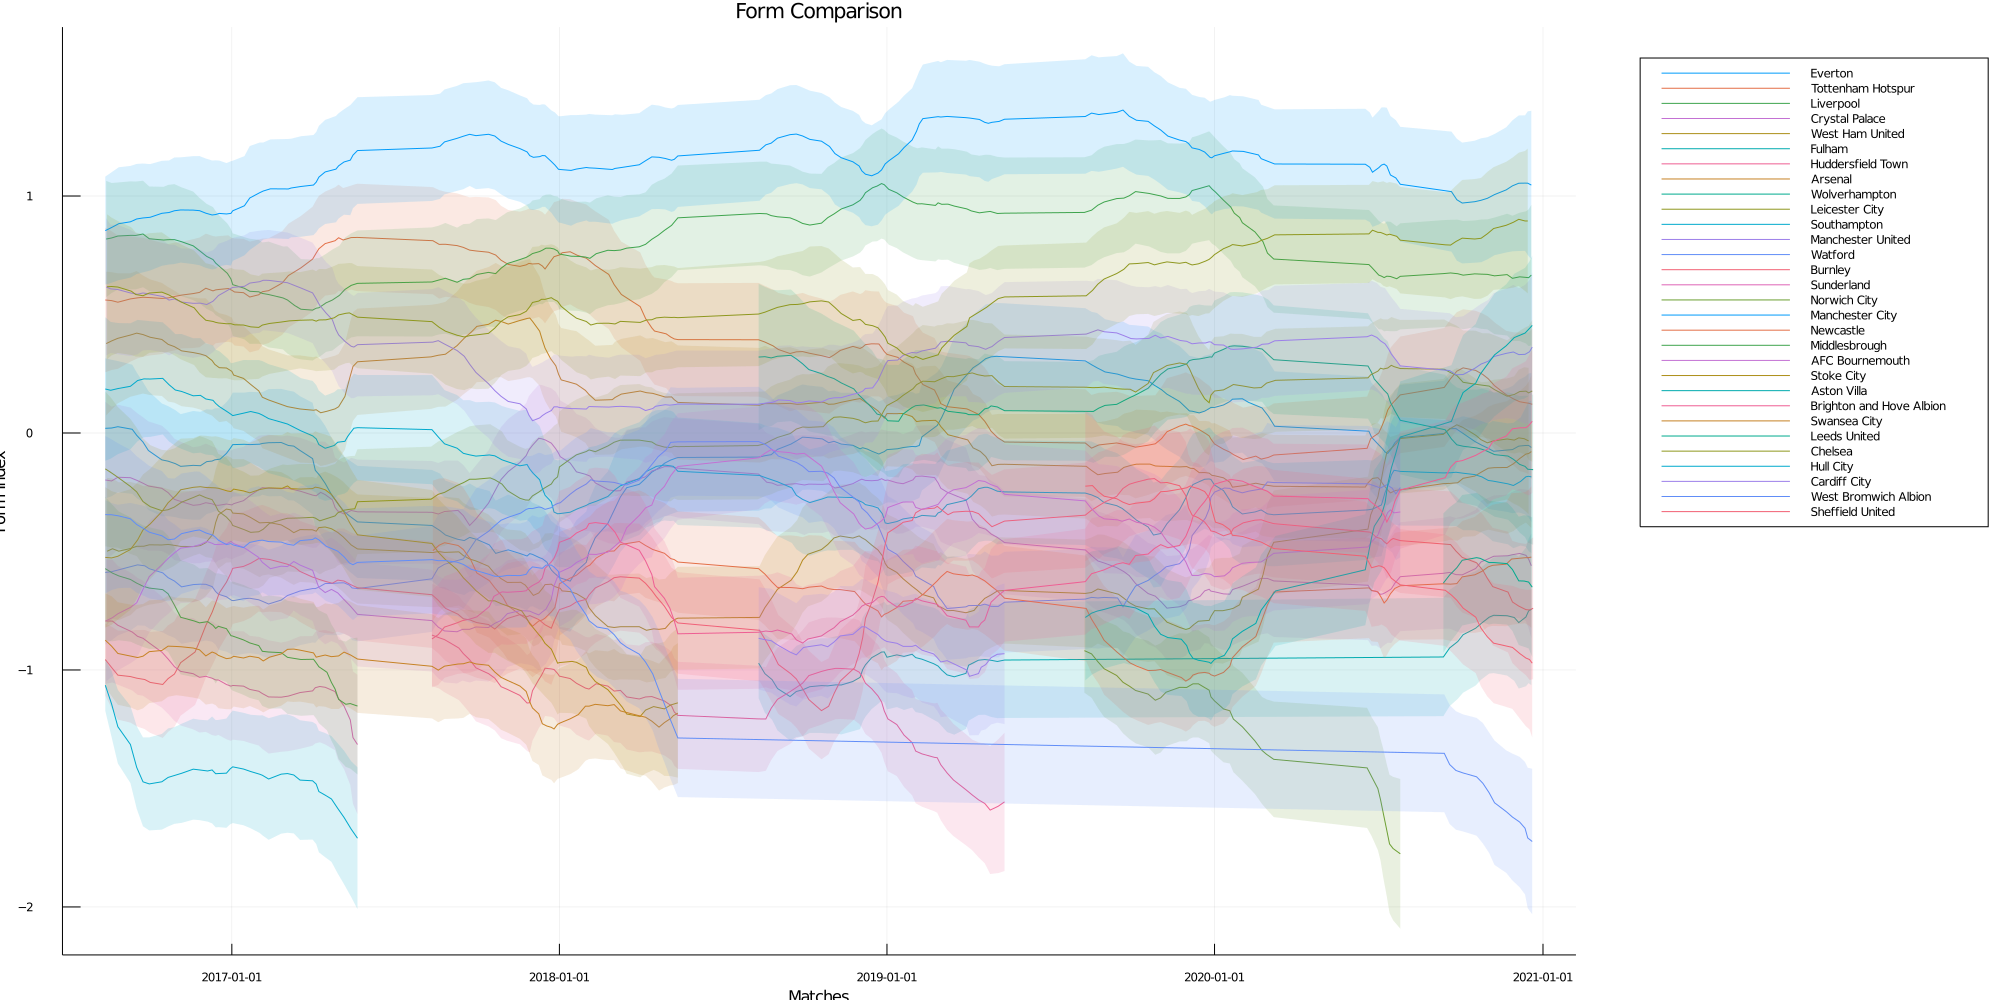 Form Comparison
Form Index
1
0
−1
−2
2017-01-01
2018-01-01
2019-01-01
2020-01-01
2021-01-01
Matches
Everton
Tottenham Hotspur
Liverpool
Crystal Palace
West Ham United
Fulham
Huddersfield Town
Arsenal
Wolverhampton
Leicester City
Southampton
Manchester United
Watford
Burnley
Sunderland
Norwich City
Manchester City
Newcastle
Middlesbrough
AFC Bournemouth
Stoke City
Aston Villa
Brighton and Hove Albion
Swansea City
Leeds United
Chelsea
Hull City
Cardiff City
West Bromwich Albion
Sheffield United